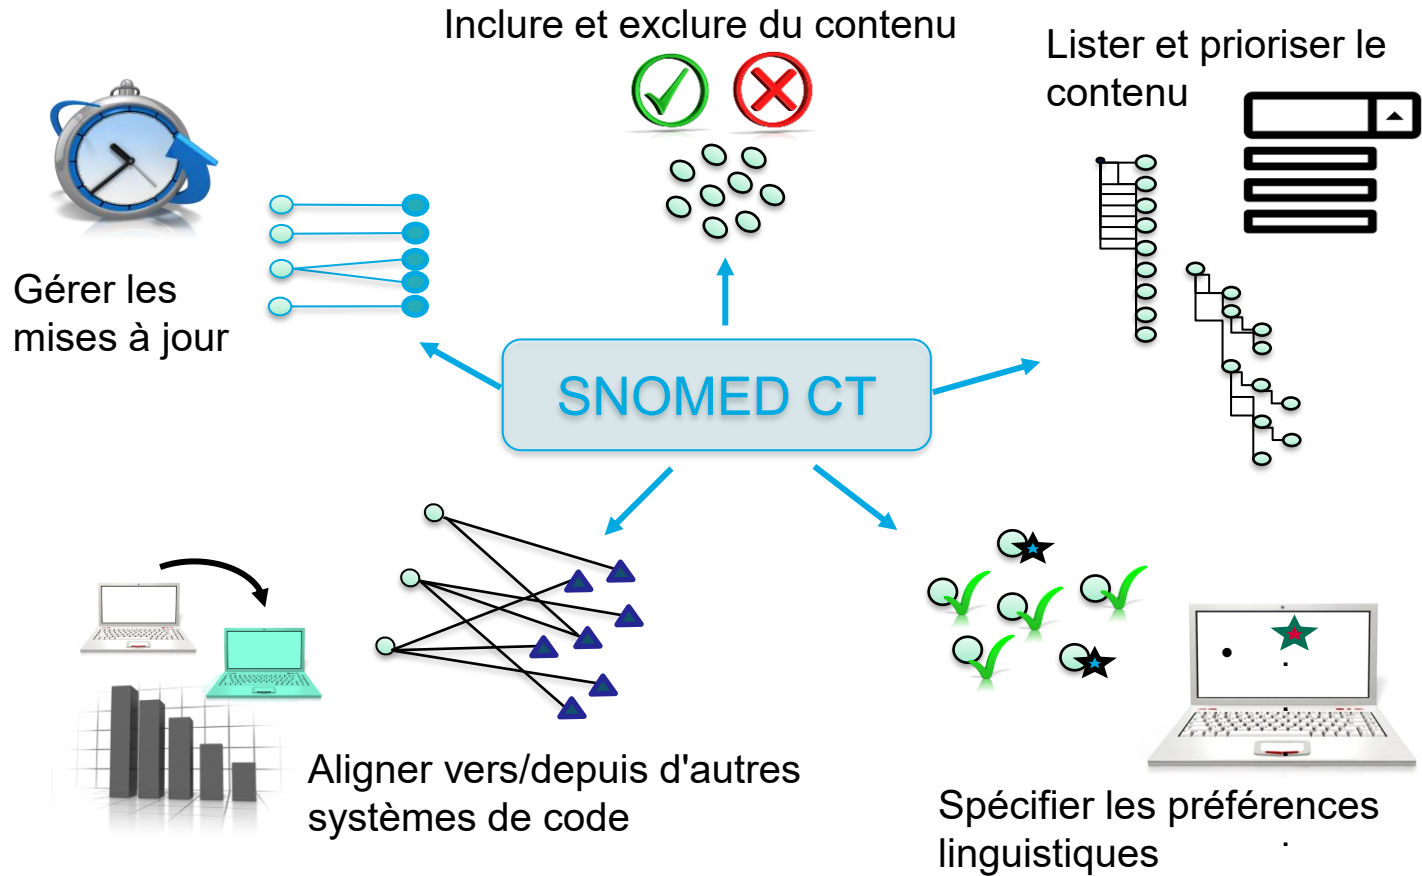 Inclure et exclure du contenu
Lister et prioriser le
contenu
Gérer les
mises à jour
SNOMED CT
Aligner vers/depuis d'autres
systèmes de code
Spécifier les préférences
linguistiques